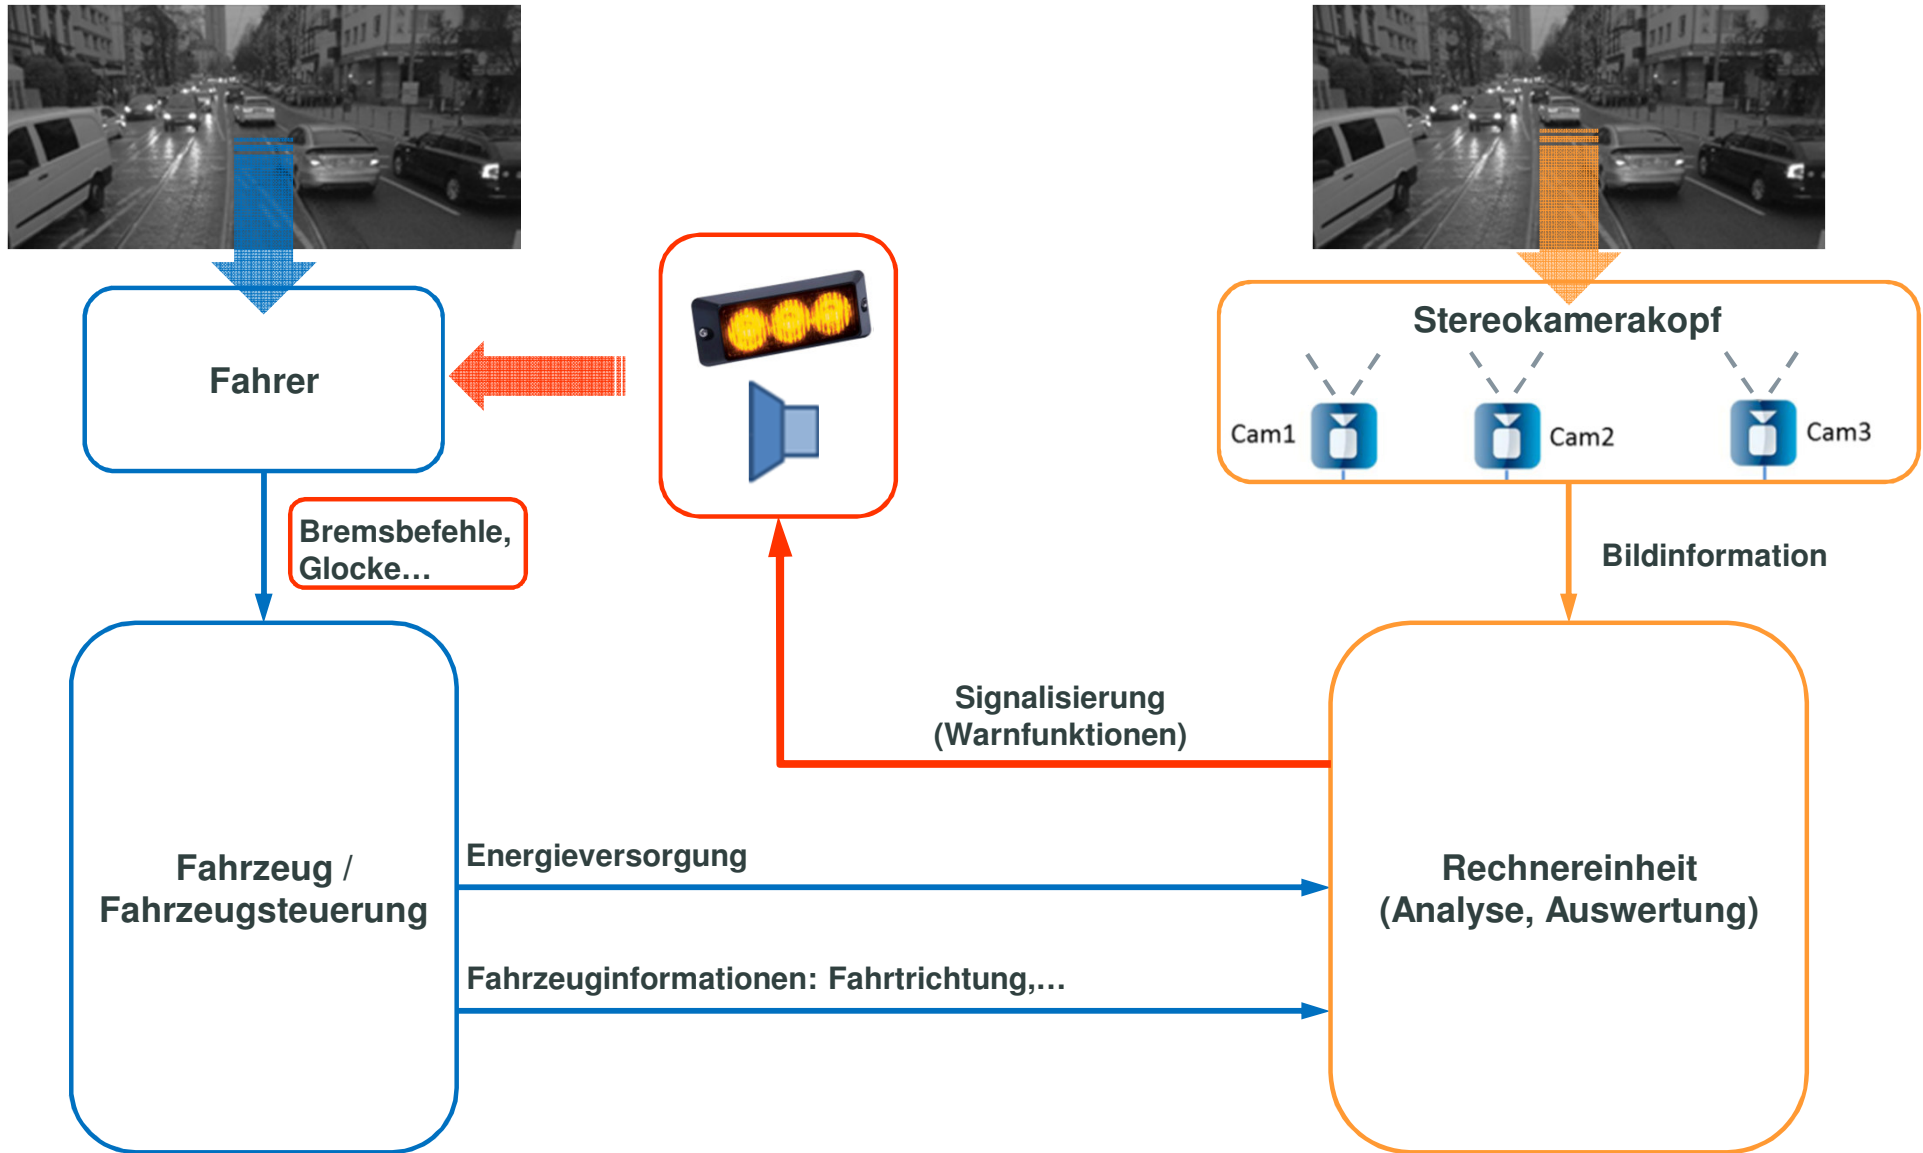 Fahrer
Stereokamerakopf
Cam1
Cam2
Cam3
Bremsbefehle,
Glocke…
Bildinformation
Signalisierung
(Warnfunktionen)
Fahrzeug /
Fahrzeugsteuerung
Energieversorgung
Fahrzeuginformationen: Fahrtrichtung,…
Rechnereinheit
(Analyse, Auswertung)